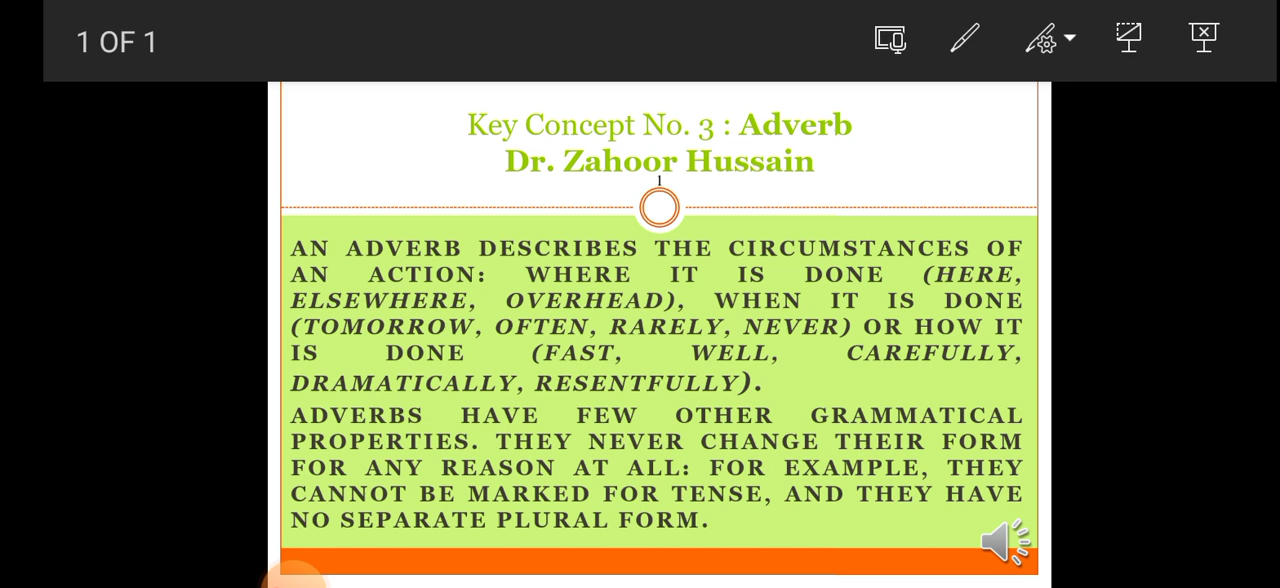 1 OF 1
Key Concept No. 3 : Adverb
Dr. Zahoor Hussain
1
AN ADVERB DESCRIBES THE CIRCUMSTANCES OF
AN ACTION: WHERE IT IS DONE (HERE,
ELSEWHERE, OVERHEAD), WHEN IT IS DONE
(TOMORROW, OFTEN, RARELY, NEVER) OR HOW IT
IS DONE (FAST, WELL, CAREFULLY,
DRAMATICALLY, RESENTFULLY).
ADVERBS HAVE FEW OTHER GRAMMATICAL
PROPERTIES. THEY NEVER CHANGE THEIR FORM
FOR ANY REASON AT ALL: FOR EXAMPLE, THEY
CANNOT BE MARKED FOR TENSE, AND THEY HAVE
NO SEPARATE PLURAL FORM.